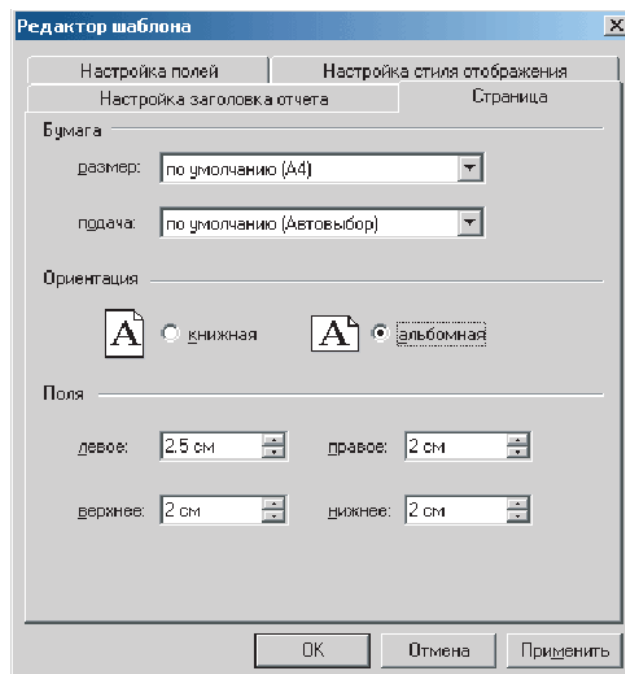 Редактор шаблона
Настройка полей Настройка стиля отображения
Настройка заголовка отчета Страница
Бумага
размер: по умолчанию (А4)
подача: по умолчанию (Автовыбор)
Ориентация
А книжная А альбомная
Поля
левое: 2.5 см правое: 2 см
верхнее: 2 см нижнее: 2 см
OK Отмена Применить